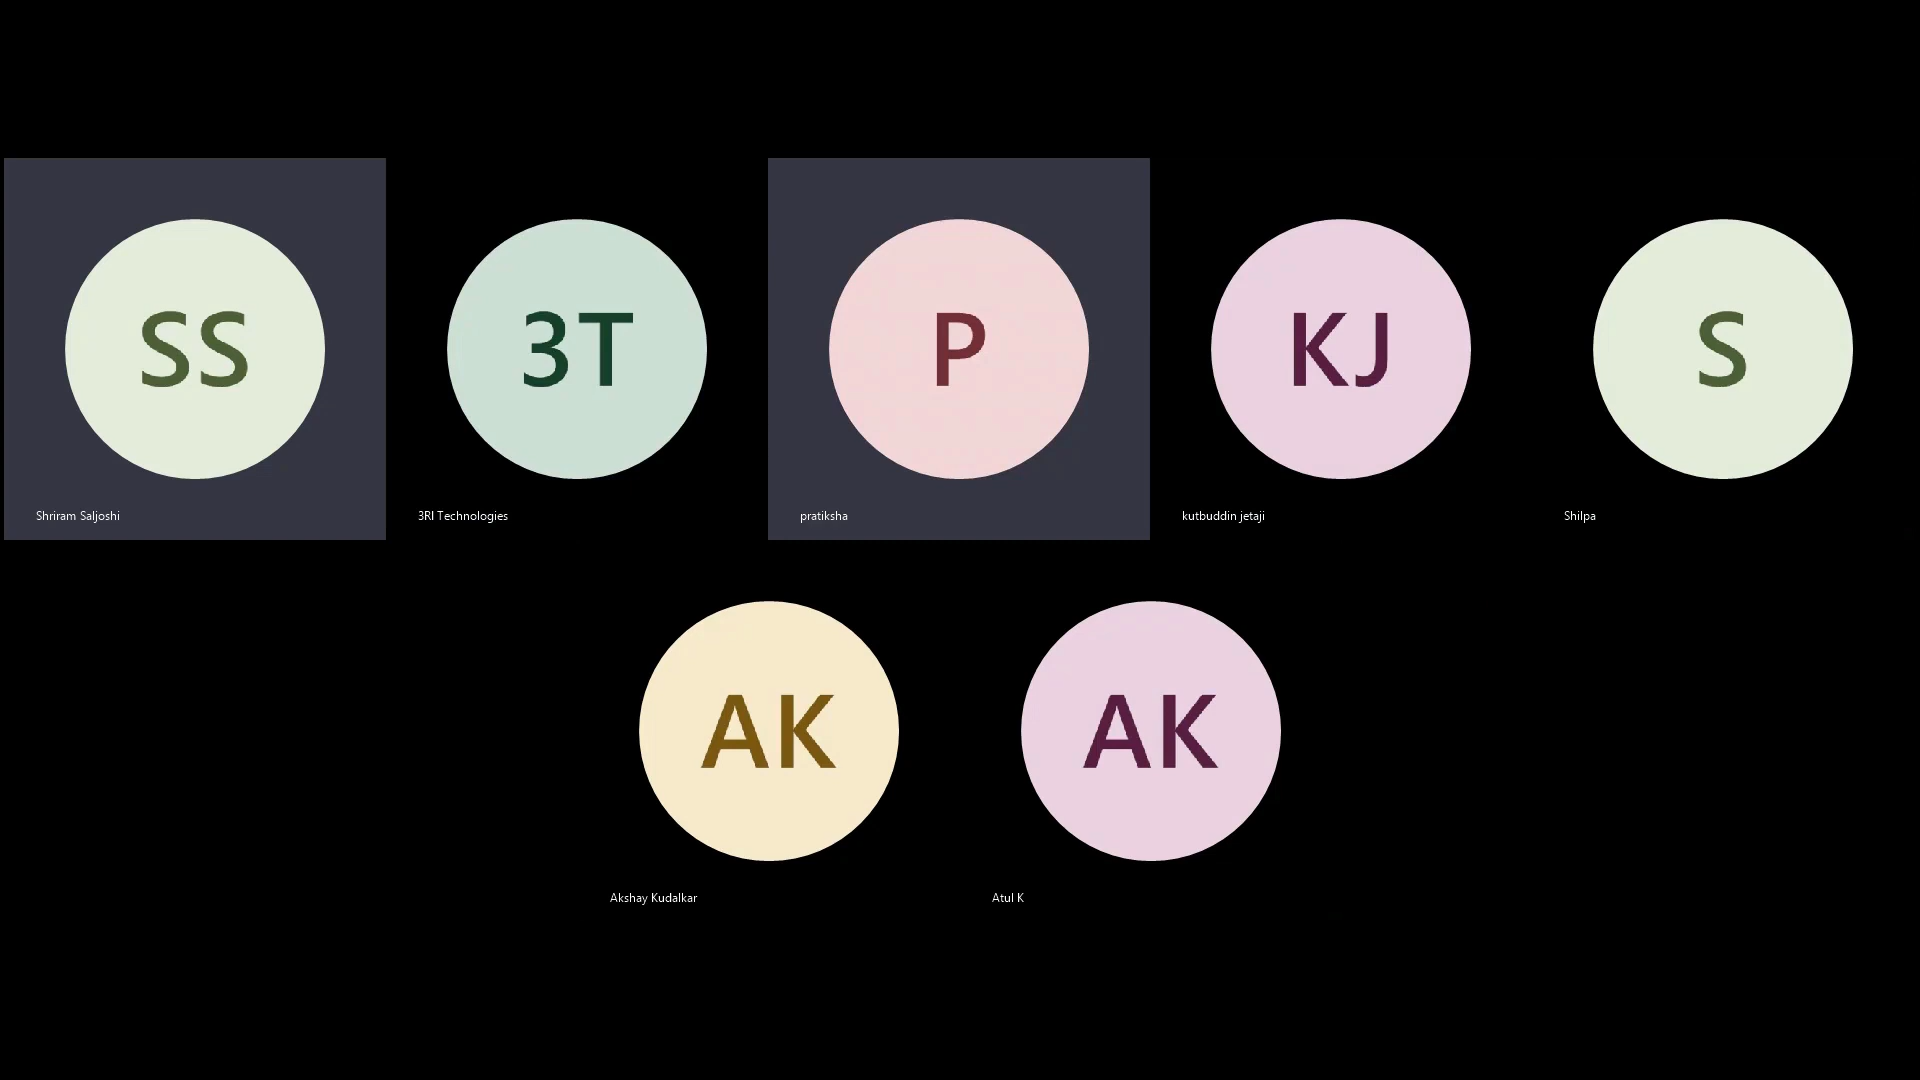 SS
3T
P
KJ
S
Shriram Saljoshi
3RI Technologies
pratiksha
kutbuddin jetaji
Shilpa
AK
AK
Akshay Kudalkar
Atul K